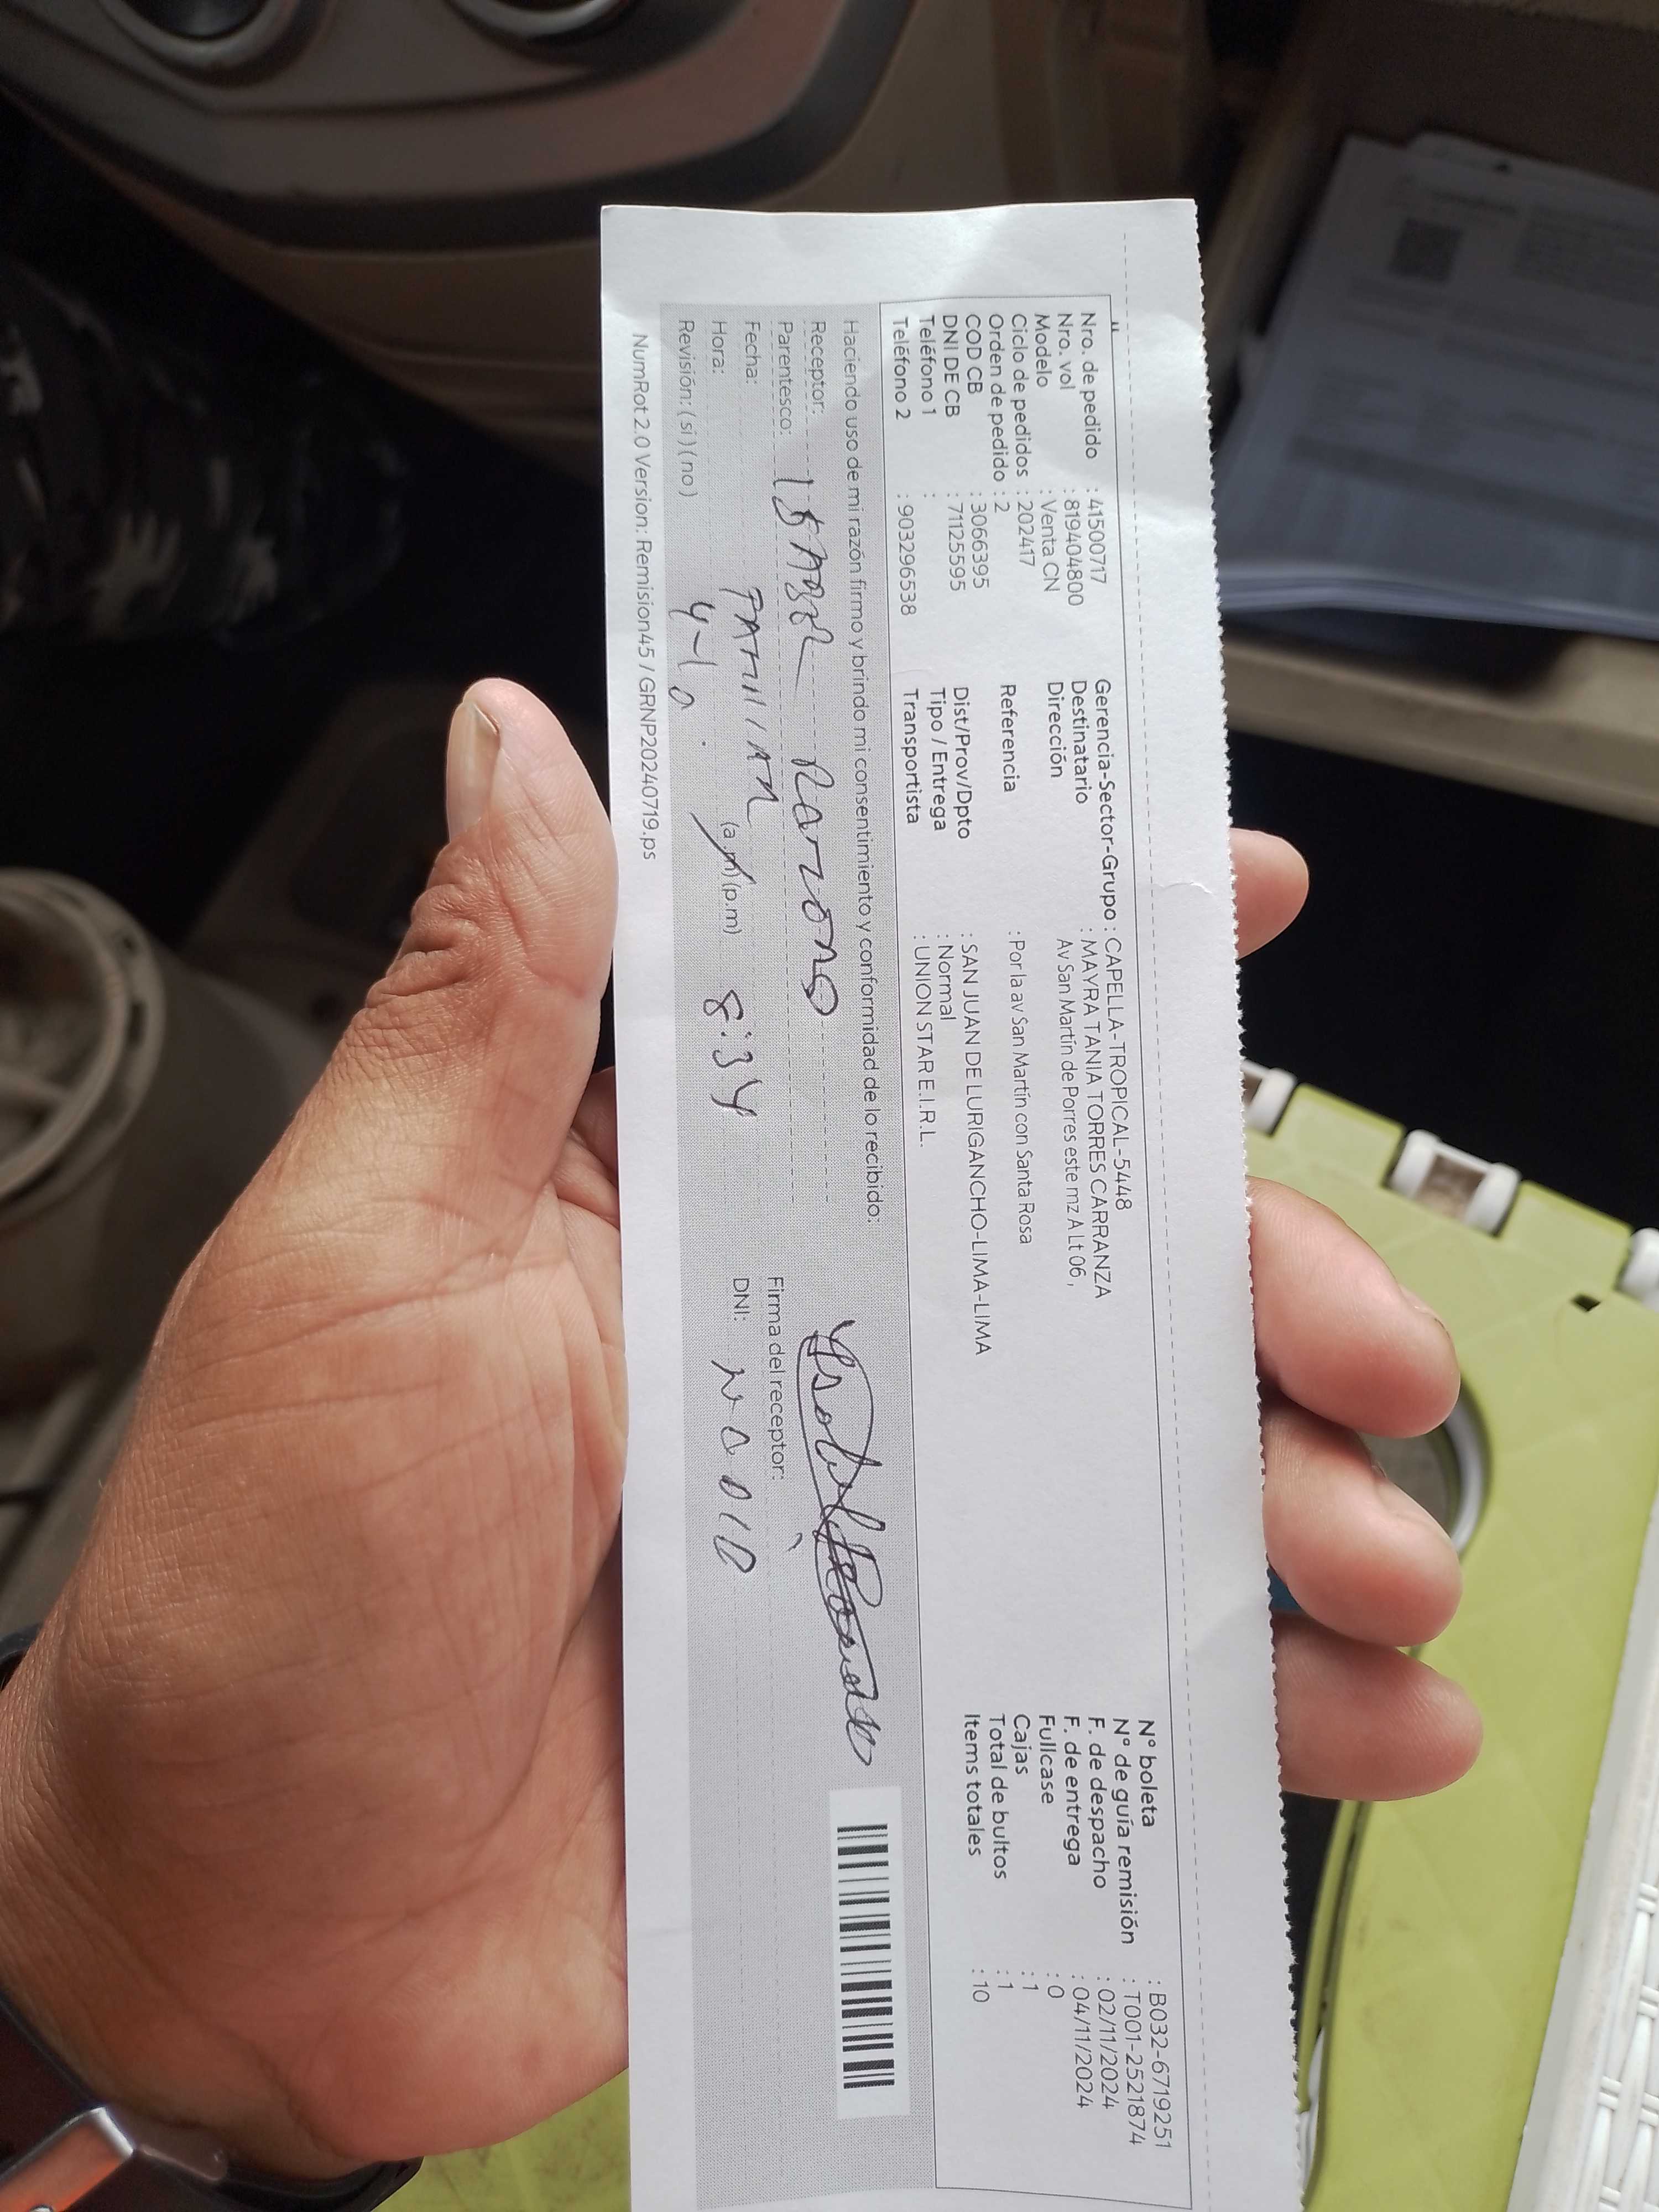 Nro. de pedido : 41500717
Nro. vol : 819404800
Modelo : Venta CN
Ciclo de pedidos : 202417
Orden de pedido : 2
COD CB : 3066395
DNI DE CB : 71125595
Teléfono 1 :
Teléfono 2 : 903296538
Gerencia-Sector-Grupo : CAPELLA-TROPICAL-5448
Destinatario : MAYRA TANIA TORRES CARRANZA
Dirección Av San Martín de Porres este mz A Lt 06 ,
Referencia : Por la av San Martín con Santa Rosa
Dist/Prov/Dpto : SAN JUAN DE LURIGANCHO-LIMA-LIMA
Tipo / Entrega : Normal
Transportista : UNION STAR E.I.R.L.
N° boleta : B032-6719251
N° de guía remisión : T001-2521874
F. de despacho : 02/11/2024
F. de entrega : 04/11/2024
Fullcase : 0
Cajas : 1
Total de bultos : 1
Items totales : 10
Haciendo uso de mi razón firmo y brindo mi consentimiento y conformidad de lo recibido:
Receptor:
Parentesco:
Fecha:
Hora: (a.m) (p.m) 8:34
Revisión: (si) (no)
Firma del receptor:
DNI:
NumRot 2.0 Version: Remision45 / GRNP20240719.ps